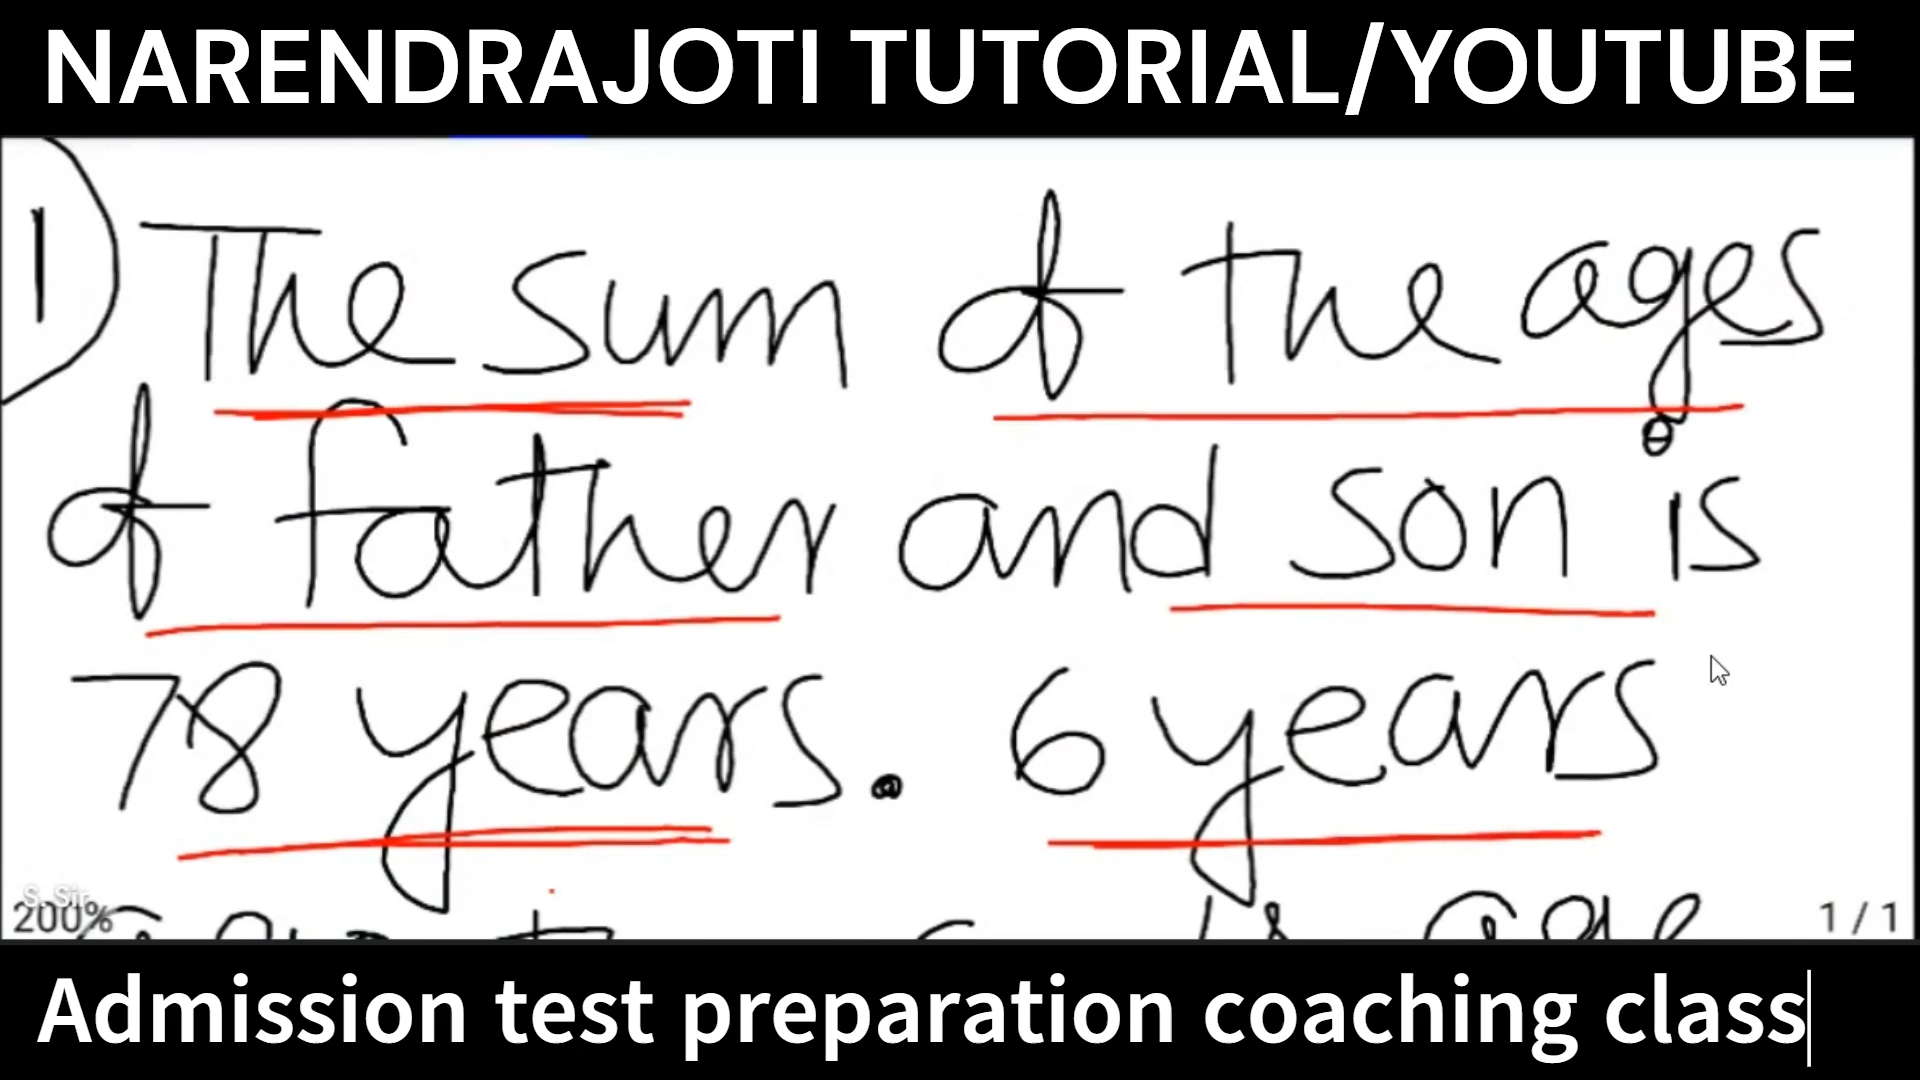 NARENDRAJOTI TUTORIAL/YOUTUBE
1) The sum of the ages
of father and son is
78 years. 6 years
S. Sir
200%
1 / 1
Admission test preparation coaching class